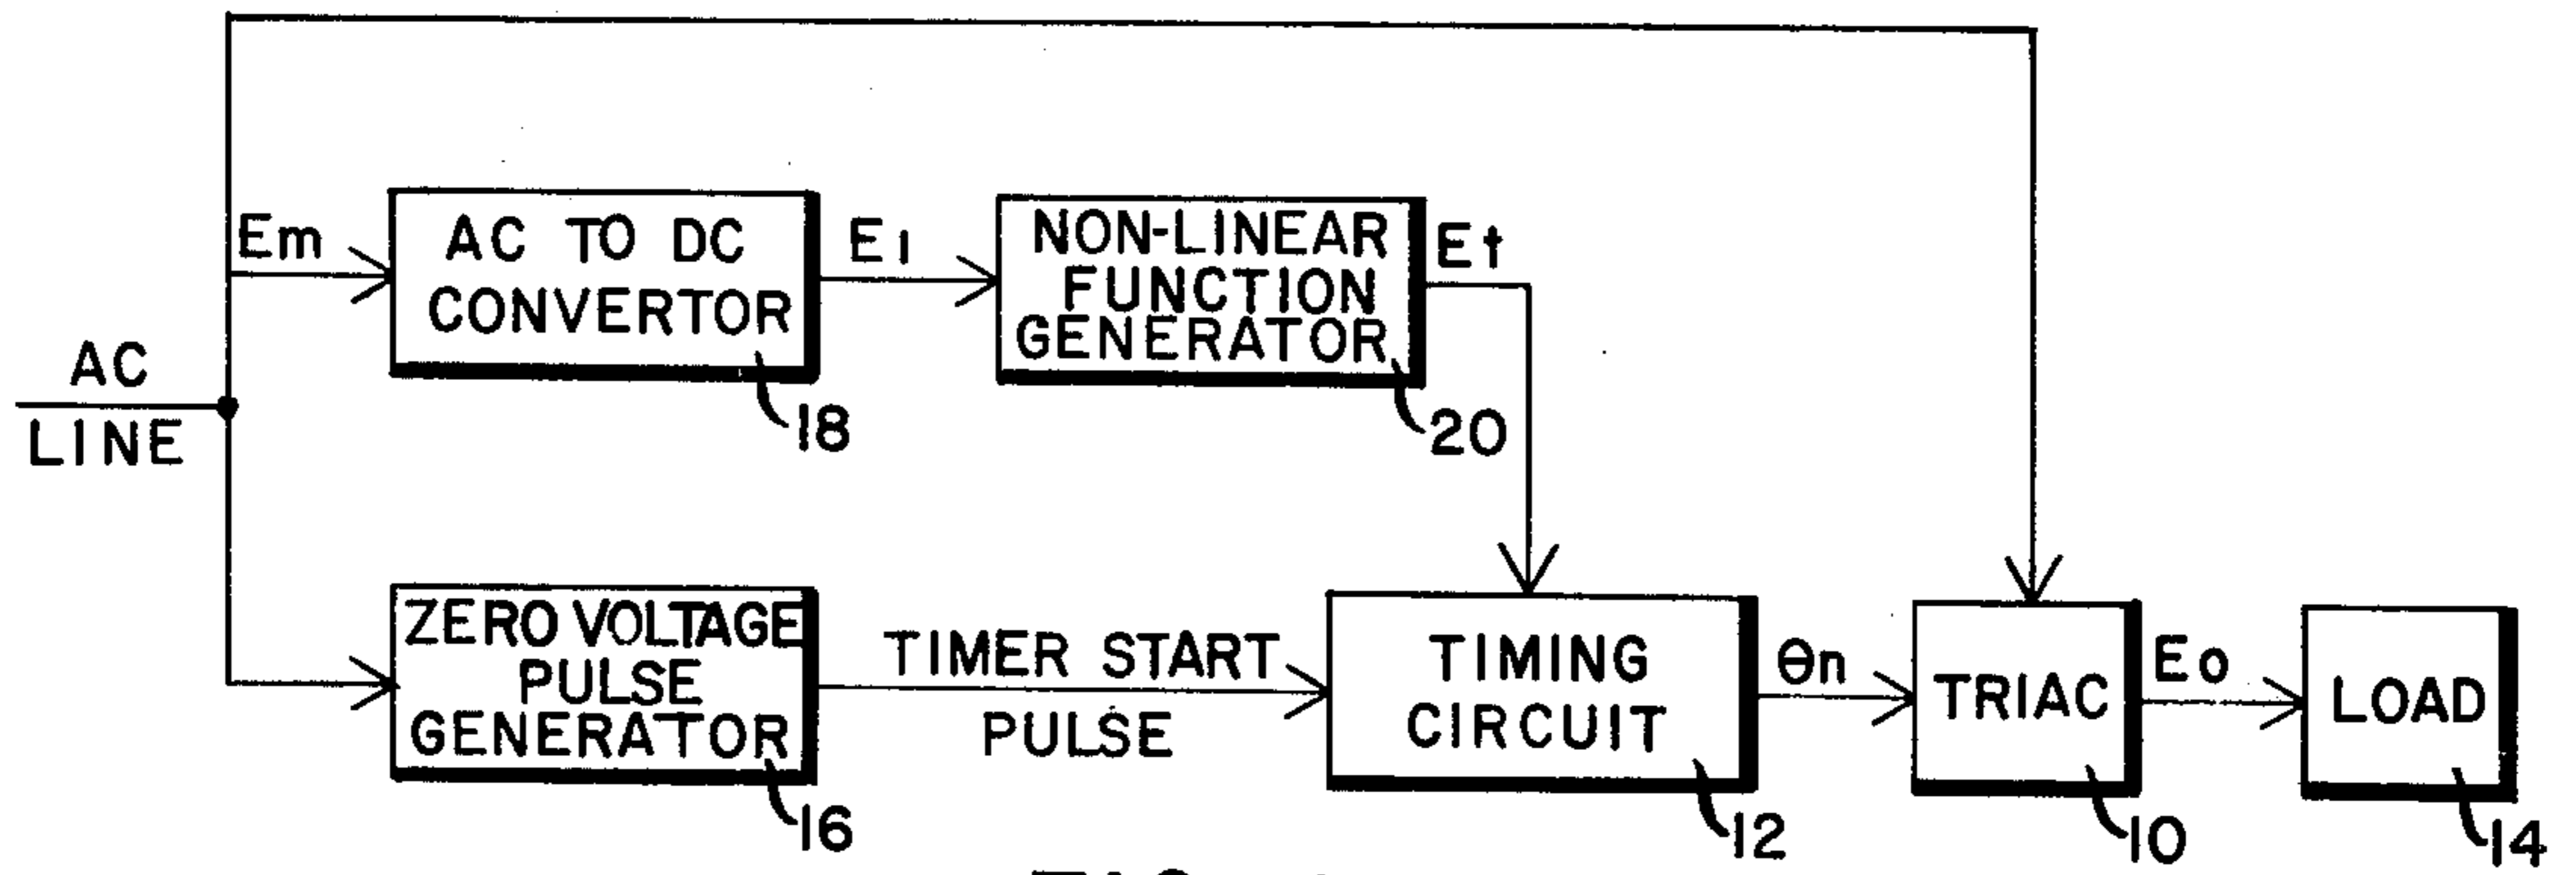 Em
AC TO DC
CONVERTOR
18
E1
NON-LINEAR
FUNCTION
GENERATOR
20
Et
AC
LINE
ZERO VOLTAGE
PULSE
GENERATOR
16
TIMER START
PULSE
TIMING
CIRCUIT
12
θn
TRIAC
10
Eo
LOAD
14